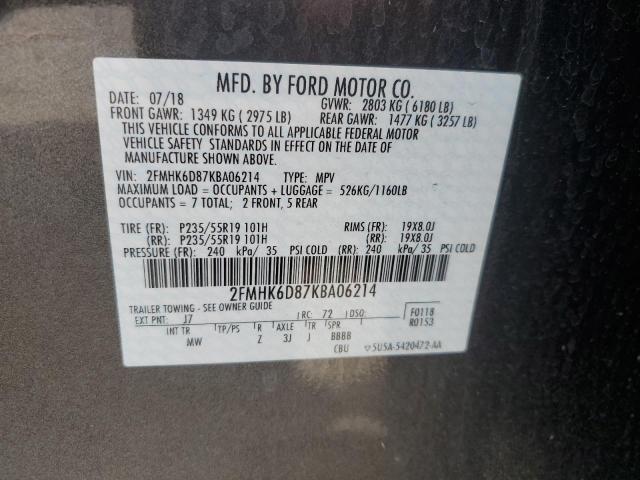 MFD. BY FORD MOTOR CO.
DATE: 07/18 GVWR: 2803 KG ( 6180 LB)
FRONT GAWR: 1349 KG ( 2975 LB) REAR GAWR: 1477 KG ( 3257 LB)
THIS VEHICLE CONFORMS TO ALL APPLICABLE FEDERAL MOTOR
VEHICLE SAFETY STANDARDS IN EFFECT ON THE DATE OF
MANUFACTURE SHOWN ABOVE.
VIN: 2FMHK6D87KBA06214 TYPE: MPV
MAXIMUM LOAD = OCCUPANTS + LUGGAGE = 526KG/1160LB
OCCUPANTS = 7 TOTAL; 2 FRONT, 5 REAR
TIRE (FR): P235/55R19 101H RIMS (FR): 19X8.0J
(RR): P235/55R19 101H (RR): 19X8.0J
PRESSURE (FR): 240 kPa/ 35 PSI COLD (RR) 240 kPa/ 35 PSI COLD
2FMHK6D87KBA06214
TRAILER TOWING - SEE OWNER GUIDE
EXT PNT: J7 RC: 72 DSO: F0118
R0153
INT TR TP/PS R AXLE TR SPR
MW Z 3J J BBBB
CBU 5U5A-5420472-AA